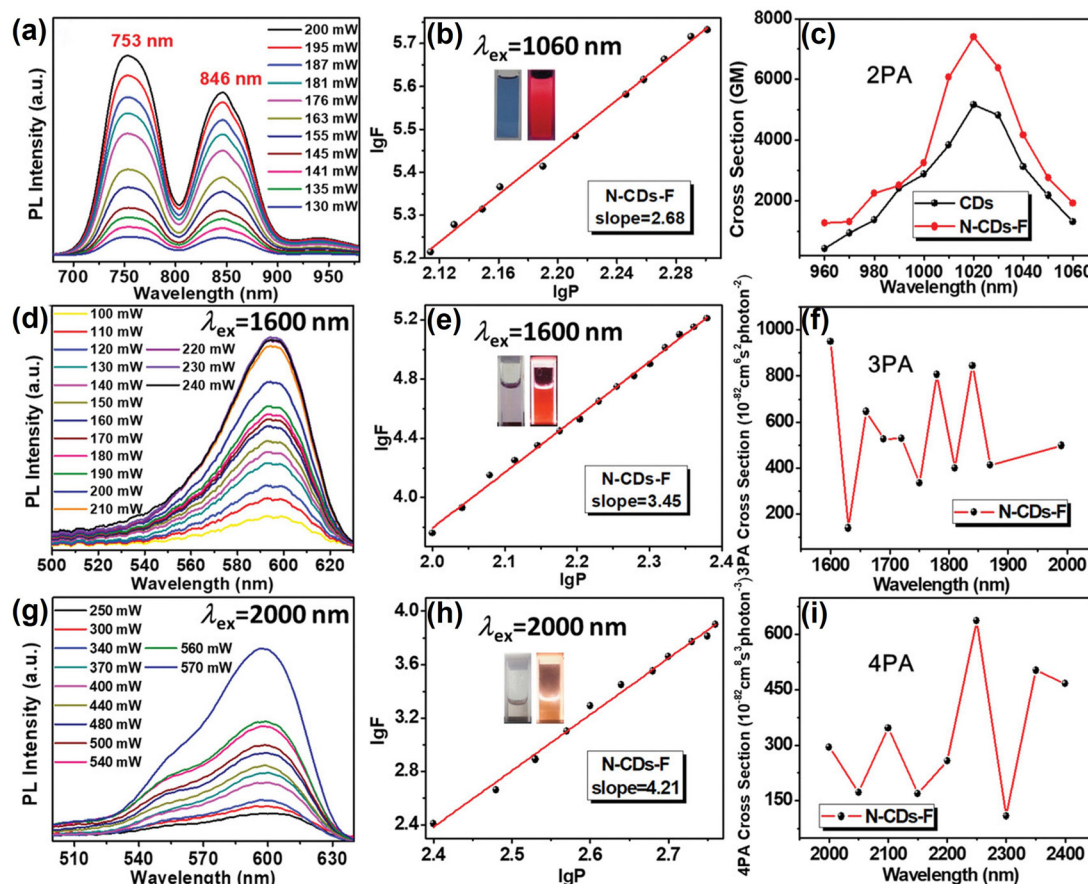 (a)
753 nm
846 nm
200 mW
195 mW
187 mW
181 mW
176 mW
163 mW
155 mW
145 mW
141 mW
135 mW
130 mW
PL Intensity (a.u.)
700 750 800 850 900 950
Wavelength (nm)
(b)
λex=1060 nm
N-CDs-F
slope=2.68
lgF
5.7
5.6
5.5
5.4
5.3
5.2
2.12 2.16 2.20 2.24 2.28
lgP
(c)
2PA
CDs
N-CDs-F
Cross Section (GM)
8000
6000
4000
2000
0
960 980 1000 1020 1040 1060
Wavelength (nm)
(d)
λex=1600 nm
100 mW
110 mW
120 mW
130 mW
140 mW
150 mW
160 mW
170 mW
180 mW
190 mW
200 mW
210 mW
220 mW
230 mW
240 mW
PL Intensity (a.u.)
500 520 540 560 580 600 620
Wavelength (nm)
(e)
λex=1600 nm
N-CDs-F
slope=3.45
lgF
5.2
4.8
4.4
4.0
2.0 2.1 2.2 2.3 2.4
lgP
(f)
3PA
N-CDs-F
3PA Cross Section (10-82cm6s2photon-2)
1000
800
600
400
200
1600 1700 1800 1900 2000
Wavelength (nm)
(g)
λex=2000 nm
250 mW
300 mW
340 mW
370 mW
400 mW
440 mW
480 mW
500 mW
540 mW
560 mW
570 mW
PL Intensity (a.u.)
510 540 570 600 630
Wavelength (nm)
(h)
λex=2000 nm
N-CDs-F
slope=4.21
lgF
4.0
3.6
3.2
2.8
2.4
2.4 2.5 2.6 2.7
lgP
(i)
4PA
N-CDs-F
4PA Cross Section (10-82cm8s3photon-3)
600
450
300
150
2000 2100 2200 2300 2400
Wavelength (nm)